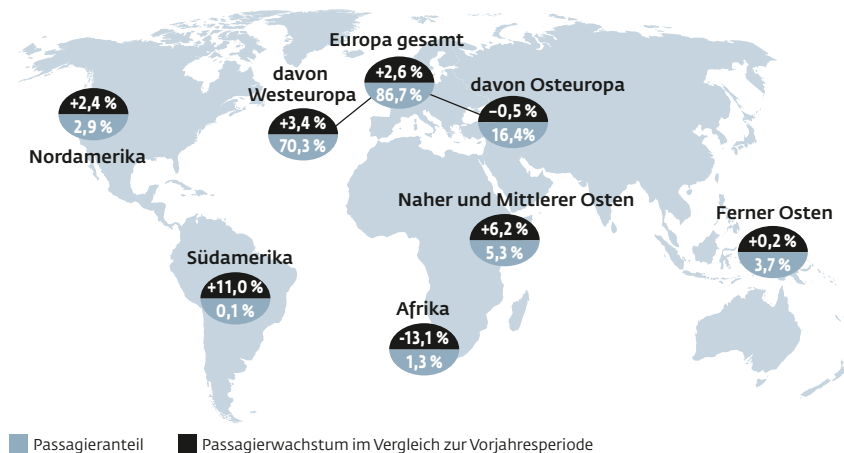 Europa gesamt
+2,6 %
86,7 %
davon
Westeuropa
+3,4 %
70,3 %
davon Osteuropa
−0,5 %
16,4%
+2,4 %
2,9 %
Nordamerika
Naher und Mittlerer Osten
+6,2 %
5,3 %
Ferner Osten
+0,2 %
3,7 %
Südamerika
+11,0 %
0,1 %
Afrika
-13,1 %
1,3 %
Passagieranteil
Passagierwachstum im Vergleich zur Vorjahresperiode